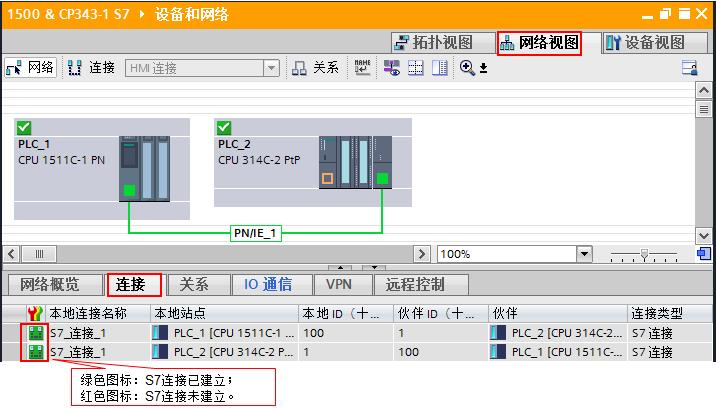 1500 & CP343-1 S7 ▸ 设备和网络
拓扑视图 网络视图 设备视图
网络 连接 HMI 连接 关系
PLC_1
CPU 1511C-1 PN
PLC_2
CPU 314C-2 PtP
PN/IE_1
100%
网络概览 连接 关系 IO 通信 VPN 远程控制
本地连接名称 本地站点 本地 ID（十... 伙伴 ID（十... 伙伴 连接类型
S7_连接_1 PLC_1 [CPU 1511C-1 ... 100 1 PLC_2 [CPU 314C-2... S7 连接
S7_连接_1 PLC_2 [CPU 314C-2 P... 1 100 PLC_1 [CPU 1511C-... S7 连接
绿色图标：S7连接已建立；
红色图标：S7连接未建立。